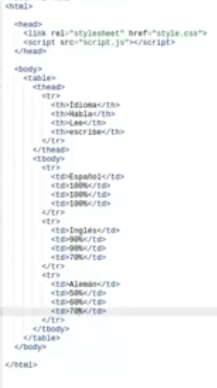 <html>
<head>
<link rel="stylesheet" href="style.css">
<script src="script.js"></script>
</head>
<body>
<table>
<thead>
<tr>
<th>Idioma</th>
<th>Habla</th>
<th>Lee</th>
<th>escribe</th>
</tr>
</thead>
<tbody>
<tr>
<td>Español</td>
<td>100%</td>
<td>100%</td>
<td>100%</td>
</tr>
<tr>
<td>Inglés</td>
<td>90%</td>
<td>90%</td>
<td>70%</td>
</tr>
<tr>
<td>Alemán</td>
<td>50%</td>
<td>60%</td>
<td>70%</td>
</tr>
</tbody>
</table>
</body>
</html>